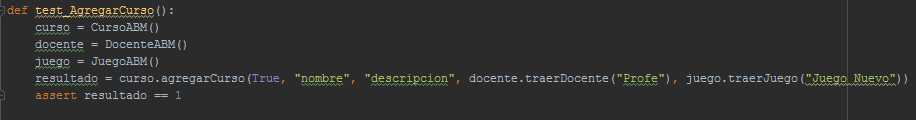 def test_AgregarCurso():
    curso = CursoABM()
    docente = DocenteABM()
    juego = JuegoABM()
    resultado = curso.agregarCurso(True, "nombre", "descripcion", docente.traerDocente("Profe"), juego.traerJuego("Juego Nuevo"))
    assert resultado == 1